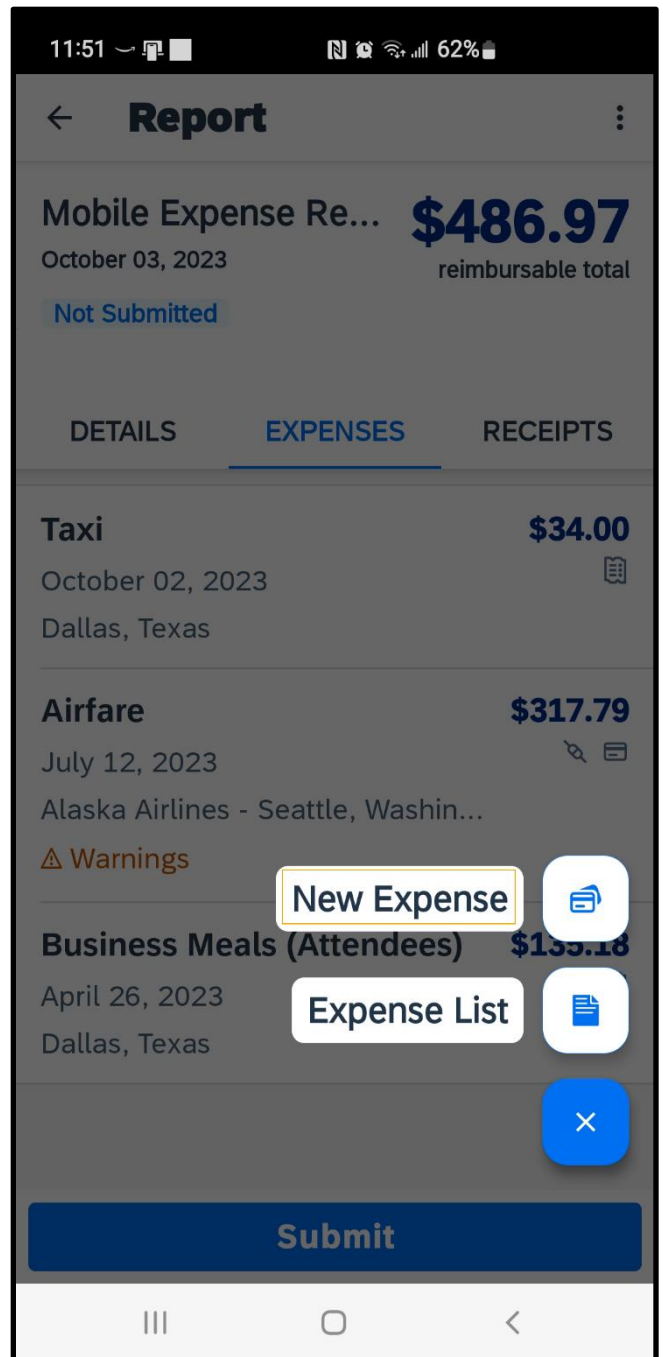 11:51 62%
Report
Mobile Expense Re... $486.97
October 03, 2023 reimbursable total
Not Submitted
DETAILS EXPENSES RECEIPTS
Taxi $34.00
October 02, 2023
Dallas, Texas
Airfare $317.79
July 12, 2023
Alaska Airlines - Seattle, Washin...
Warnings
New Expense
Business Meals (Attendees) $135.18
April 26, 2023
Expense List
Dallas, Texas
Submit